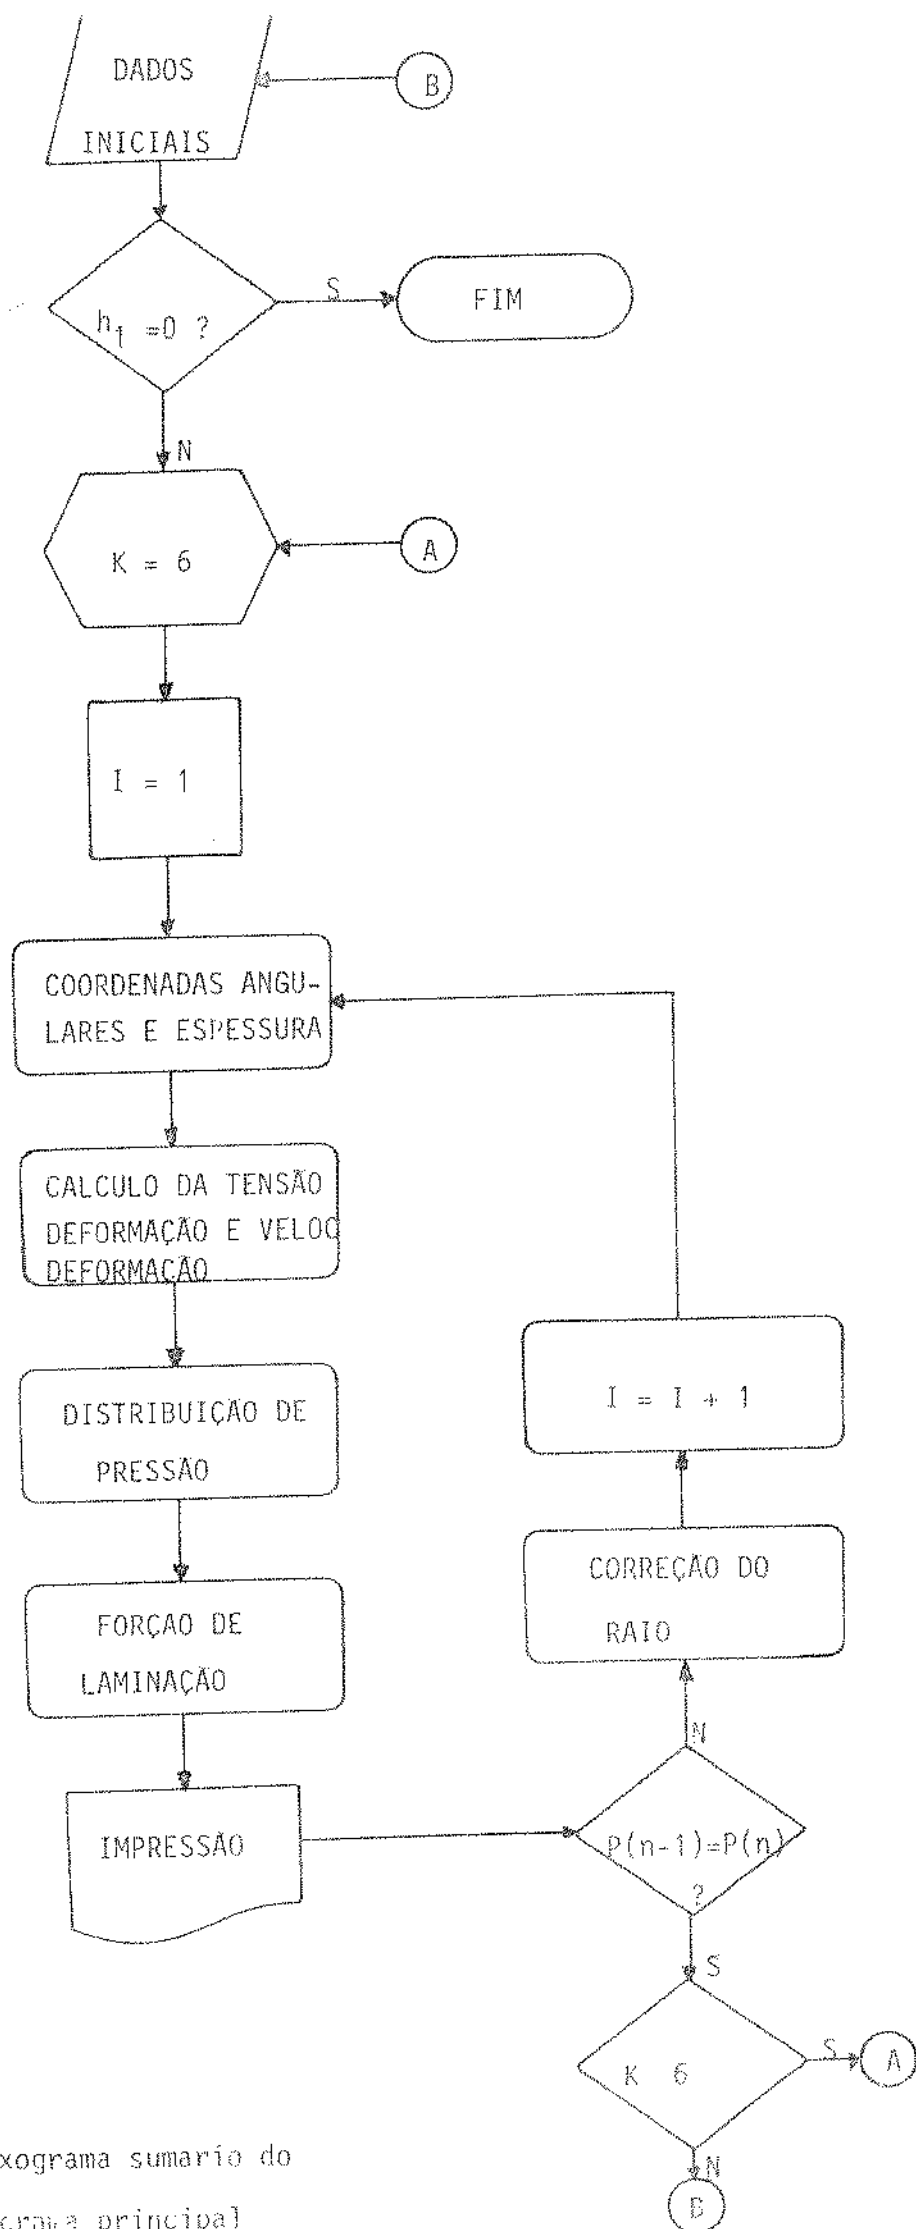 DADOS
INICIAIS
B
h1 =0 ?
S
FIM
N
K = 6
A
I = 1
COORDENADAS ANGU-
LARES E ESPESSURA
CALCULO DA TENSÃO
DEFORMAÇÃO E VELOC
DEFORMAÇÃO
DISTRIBUIÇÃO DE
PRESSÃO
I = I + 1
CORREÇÃO DO
RAIO
FORÇAO DE
LAMINAÇÃO
N
IMPRESSÃO
P(n-1)=P(n)
?
S
K 6
S
A
N
B
xograma sumario do
principal